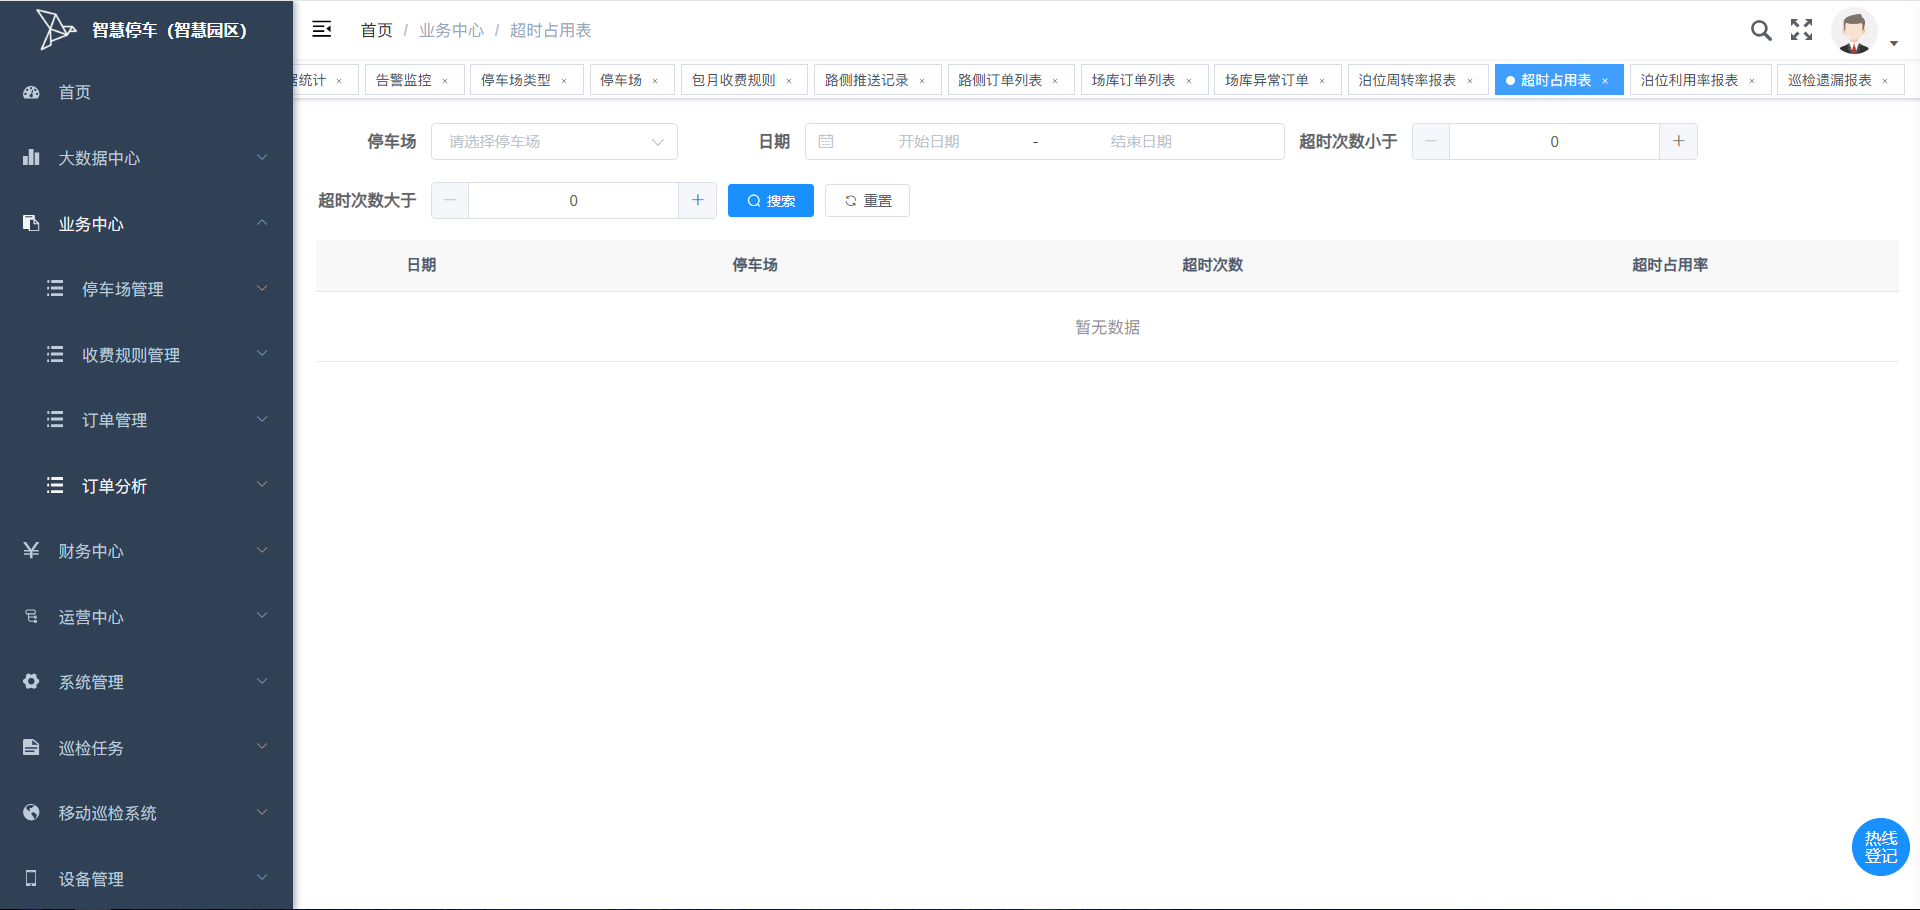 智慧停车（智慧园区）
首页
大数据中心
业务中心
停车场管理
收费规则管理
订单管理
订单分析
财务中心
运营中心
系统管理
巡检任务
移动巡检系统
设备管理
首页 / 业务中心 / 超时占用表
统计 × 告警监控 × 停车场类型 × 停车场 × 包月收费规则 × 路侧推送记录 × 路侧订单列表 × 场库订单列表 × 场库异常订单 × 泊位周转率报表 × 超时占用表 × 泊位利用率报表 × 巡检遗漏报表 ×
停车场 请选择停车场 日期 开始日期 - 结束日期 超时次数小于 — 0 +
超时次数大于 — 0 + 搜索 重置
日期 停车场 超时次数 超时占用率
暂无数据
热线
登记